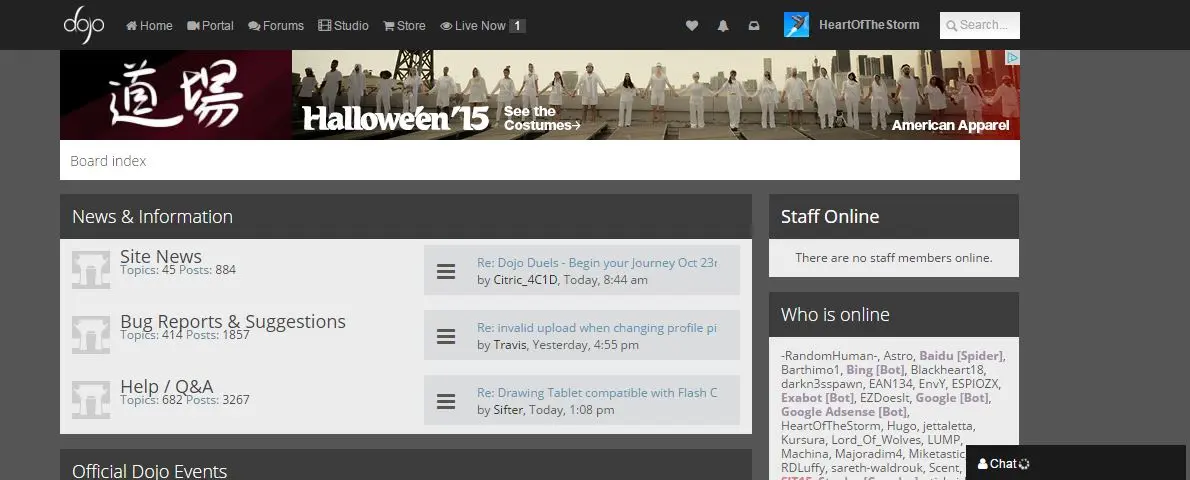 dojo Home Portal Forums Studio Store Live Now 1 HeartOfTheStorm Search...
道場
Hallowe'en '15 See the
Costumes
American Apparel
Board index
News & Information
Site News
Topics: 45 Posts: 884
Re: Dojo Duels - Begin your Journey Oct 23r
by Citric_4C1D, Today, 8:44 am
Bug Reports & Suggestions
Topics: 414 Posts: 1857
Re: invalid upload when changing profile pi
by Travis, Yesterday, 4:55 pm
Help / Q&A
Topics: 682 Posts: 3267
Re: Drawing Tablet compatible with Flash C
by Sifter, Today, 1:08 pm
Official Dojo Events
Staff Online
There are no staff members online.
Who is online
-RandomHuman-, Astro, Baidu [Spider],
Barthimo1, Bing [Bot], Blackheart18,
darkn3sspawn, EAN134, EnvY, ESPIOZX,
Exabot [Bot], EZDoesIt, Google [Bot],
Google Adsense [Bot],
HeartOfTheStorm, Hugo, jettaletta,
Kursura, Lord_Of_Wolves, LUMP,
Machina, Majoradim4, Miketastic
RDLuffy, sareth-waldrouk, Scent,
Chat